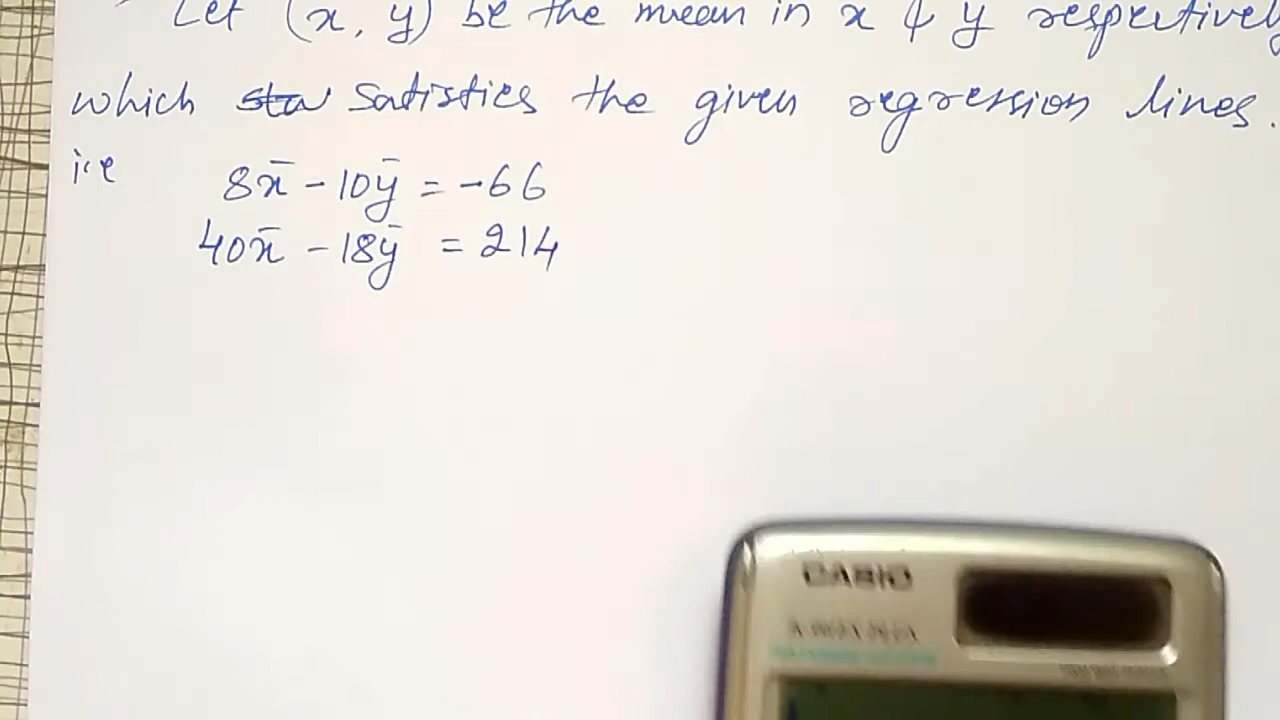 Let (x, y) be the mean in x & y respectively
which sta satisfies the given regression lines.
i.e 8x̄ - 10ȳ = -66
40x̄ - 18ȳ = 214
CASIO